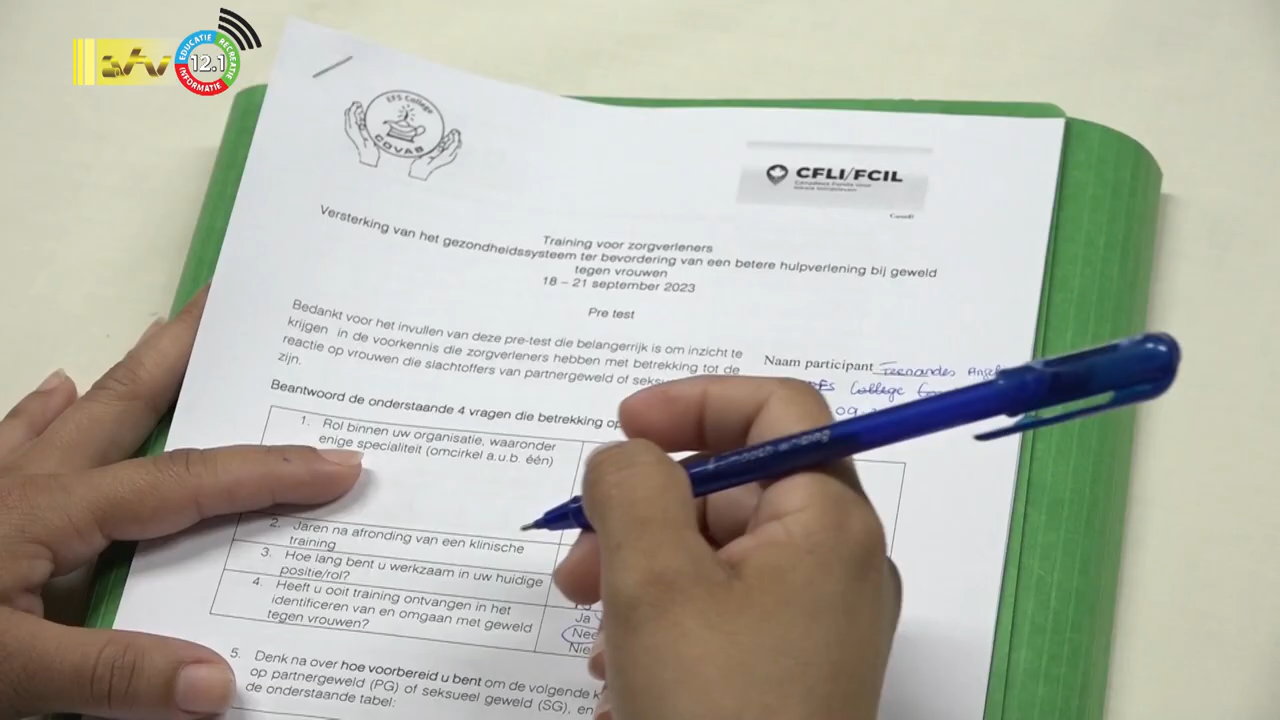 EDUCATIE
RECREATIE
INFORMATIE
12.1
EFS College
COVAB
CFLI/FCIL
Canada
Training voor zorgverleners
Versterking van het gezondheidssysteem ter bevordering van een betere hulpverlening bij geweld
tegen vrouwen
18 – 21 september 2023
Pre test
Bedankt voor het invullen van deze pre-test die belangerrijk is om inzicht te
krijgen in de voorkennis die zorgverleners hebben met betrekking tot de
reactie op vrouwen die slachtoffers van partnergeweld of
zijn.
Naam participant Fernandes
EFS College
09
Beantwoord de onderstaande 4 vragen die betrekking op
1. Rol binnen uw organisatie, waaronder
enige specialiteit (omcirkel a.u.b. één)
2. Jaren na afronding van een klinische
training
3. Hoe lang bent u werkzaam in uw huidige
positie/rol?
4. Heeft u ooit training ontvangen in het
identificeren van en omgaan met geweld
tegen vrouwen?
Ja
Nee
Nie
5. Denk na over hoe voorbereid u bent om de volgende
op partnergeweld (PG) of seksueel geweld (SG), en
de onderstaande tabel: